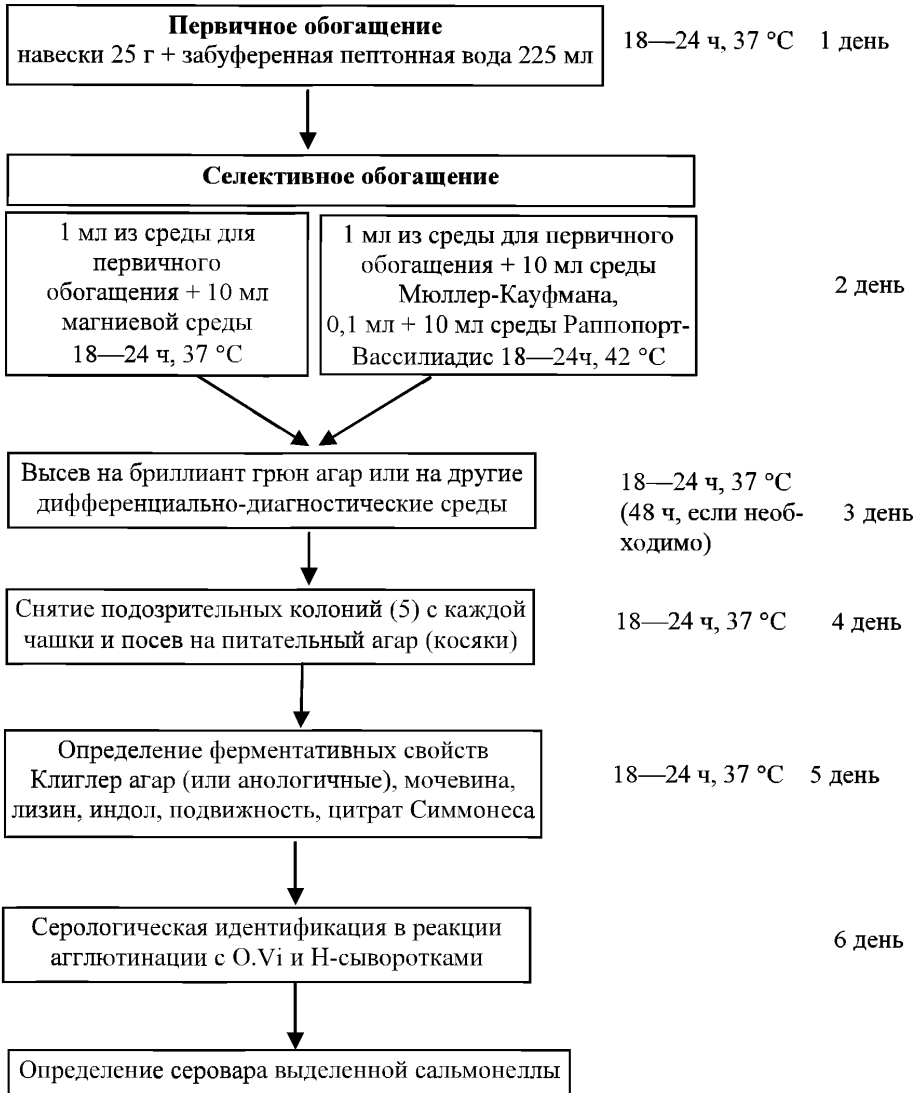 Первичное обогащение
навески 25 г + забуференная пептонная вода 225 мл
18—24 ч, 37 °C 1 день
Селективное обогащение
1 мл из среды для
первичного
обогащения + 10 мл
магниевой среды
18—24 ч, 37 °C
1 мл из среды для первичного
обогащения + 10 мл среды
Мюллер-Кауфмана,
0,1 мл + 10 мл среды Раппопорт-
Вассилиадис 18—24ч, 42 °C
2 день
Высев на бриллиант грюн агар или на другие
дифференциально-диагностические среды
18—24 ч, 37 °C
(48 ч, если необ-
ходимо)
3 день
Снятие подозрительных колоний (5) с каждой
чашки и посев на питательный агар (косяки)
18—24 ч, 37 °C 4 день
Определение ферментативных свойств
Клиглер агар (или анологичные), мочевина,
лизин, индол, подвижность, цитрат Симмонеса
18—24 ч, 37 °C 5 день
Серологическая идентификация в реакции
агглютинации с O.Vi и H-сыворотками
6 день
Определение серовара выделенной сальмонеллы